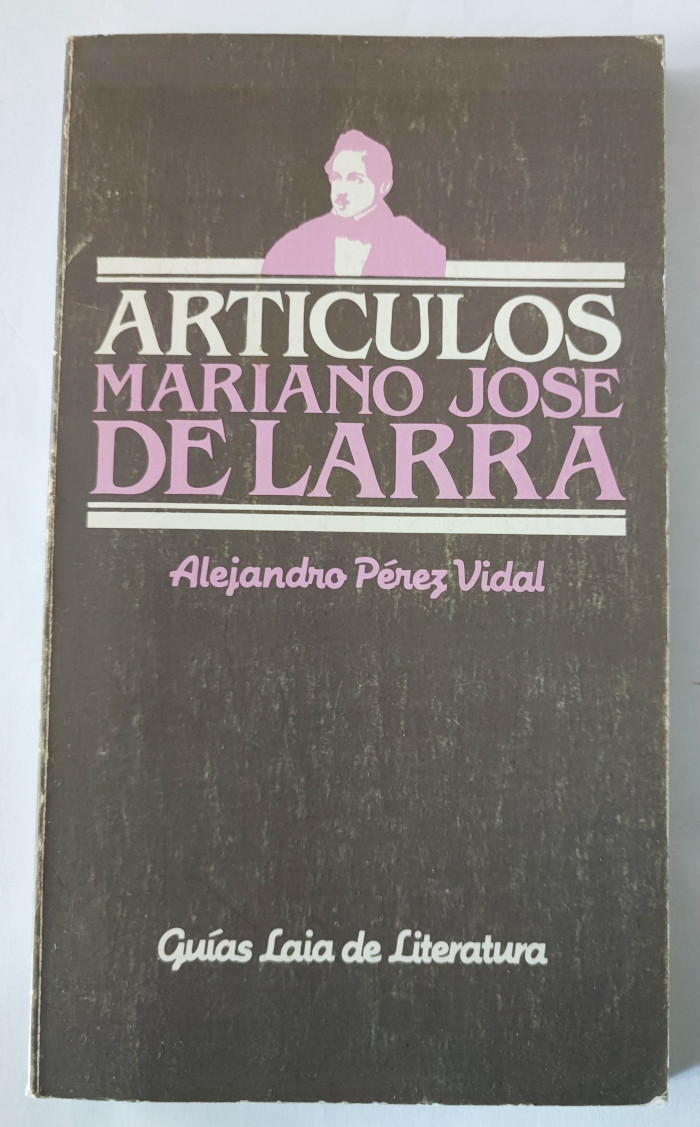 ARTICULOS
MARIANO JOSE
DE LARRA
Alejandro Pérez Vidal
Guías Laia de Literatura